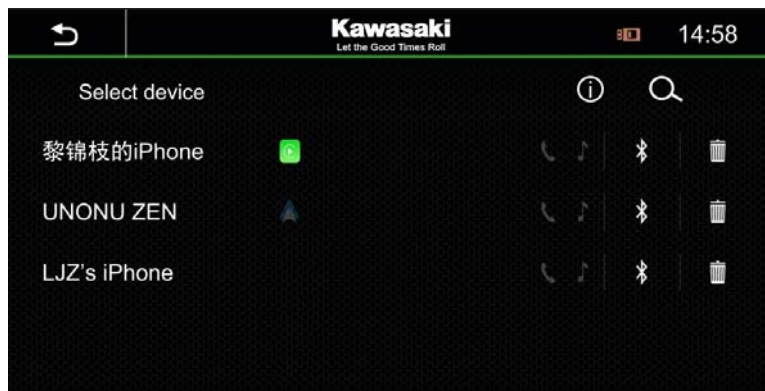 Kawasaki
Let the Good Times Roll
14:58
Select device
黎锦枝的iPhone
UNONU ZEN
LJZ's iPhone